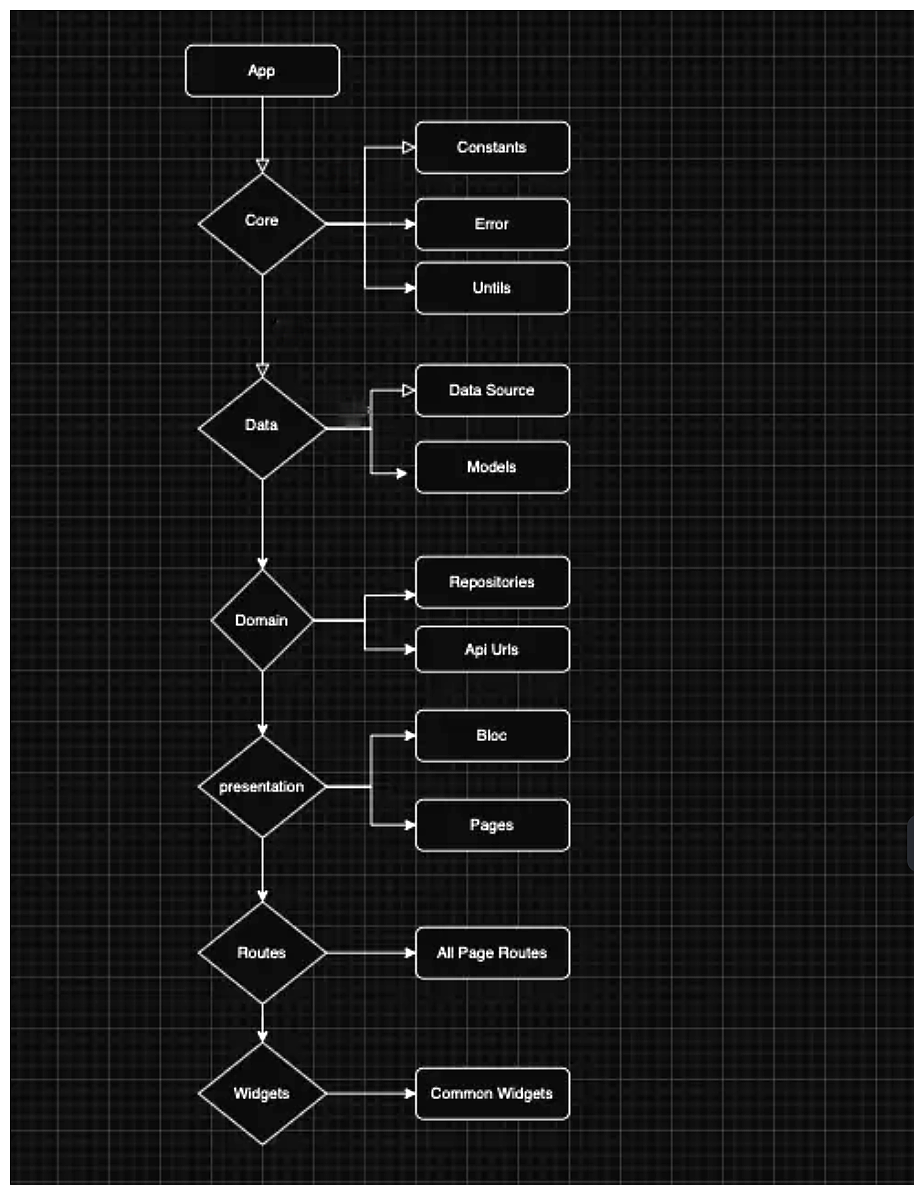 App
Constants
Core
Error
Untils
Data Source
Data
Models
Repositories
Domain
Api Urls
Bloc
presentation
Pages
Routes
All Page Routes
Widgets
Common Widgets